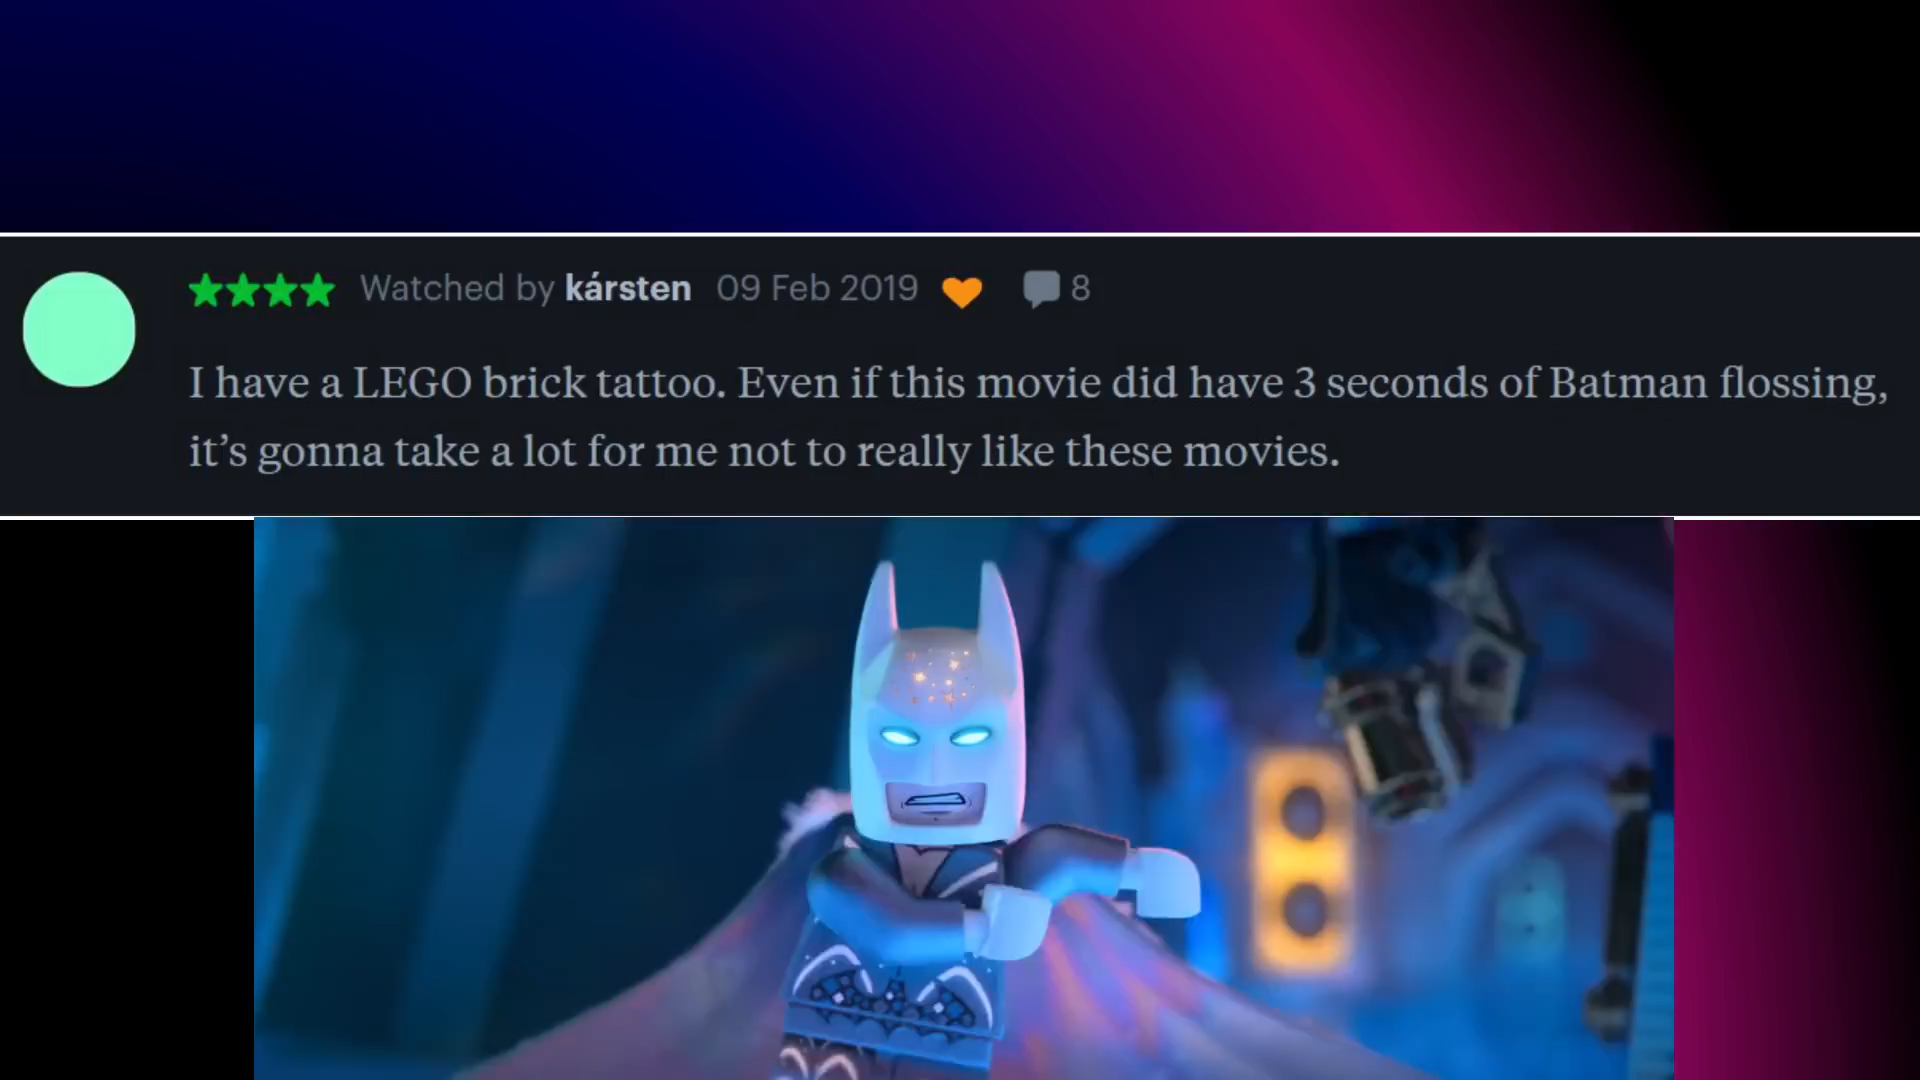 Watched by kársten 09 Feb 2019 8
I have a LEGO brick tattoo. Even if this movie did have 3 seconds of Batman flossing,
it’s gonna take a lot for me not to really like these movies.